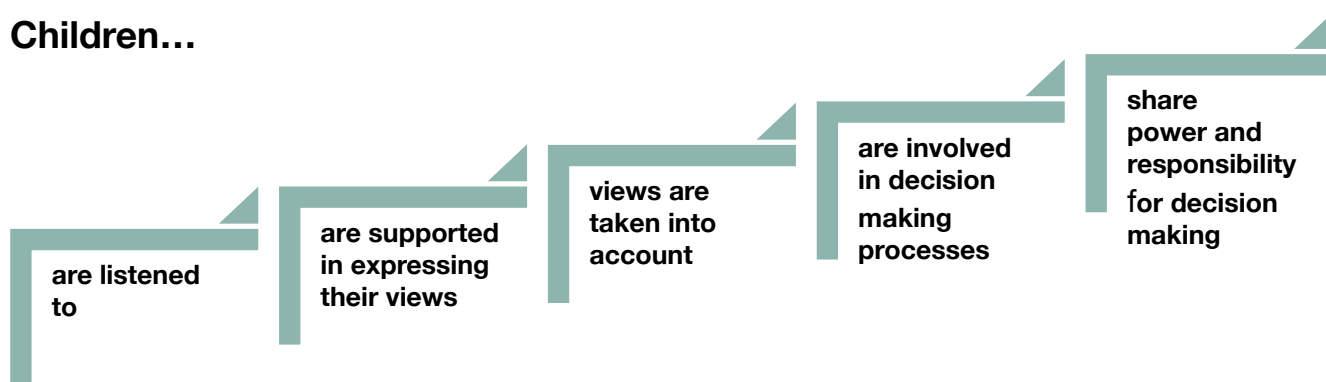 Children…
are listened
to
are supported
in expressing
their views
views are
taken into
account
are involved
in decision
making
processes
share
power and
responsibility
for decision
making